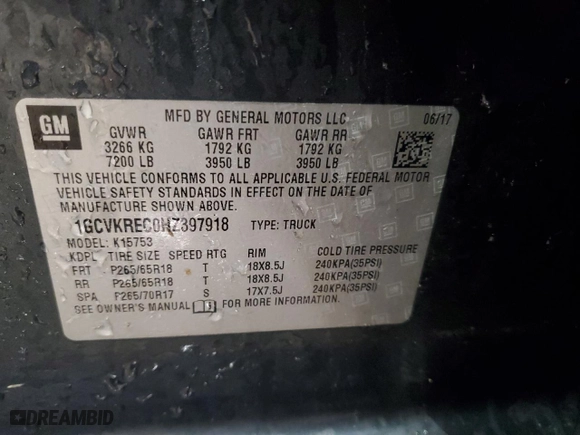 GM
MFD BY GENERAL MOTORS LLC 06/17
GVWR GAWR FRT GAWR RR
3266 KG 1792 KG 1792 KG
7200 LB 3950 LB 3950 LB
THIS VEHICLE CONFORMS TO ALL APPLICABLE U.S. FEDERAL MOTOR
VEHICLE SAFETY STANDARDS IN EFFECT ON THE DATE OF
MANUFACTURE SHOWN ABOVE.
1GCVKREC0HZ397918 TYPE: TRUCK
MODEL: K15753
KDPL TIRE SIZE SPEED RTG RIM COLD TIRE PRESSURE
FRT P265/65R18 T 18X8.5J 240KPA(35PSI)
RR P265/65R18 T 18X8.5J 240KPA(35PSI)
SPA P265/70R17 S 17X7.5J 240KPA(35PSI)
SEE OWNER'S MANUAL FOR MORE INFORMATION.
DREAMBID